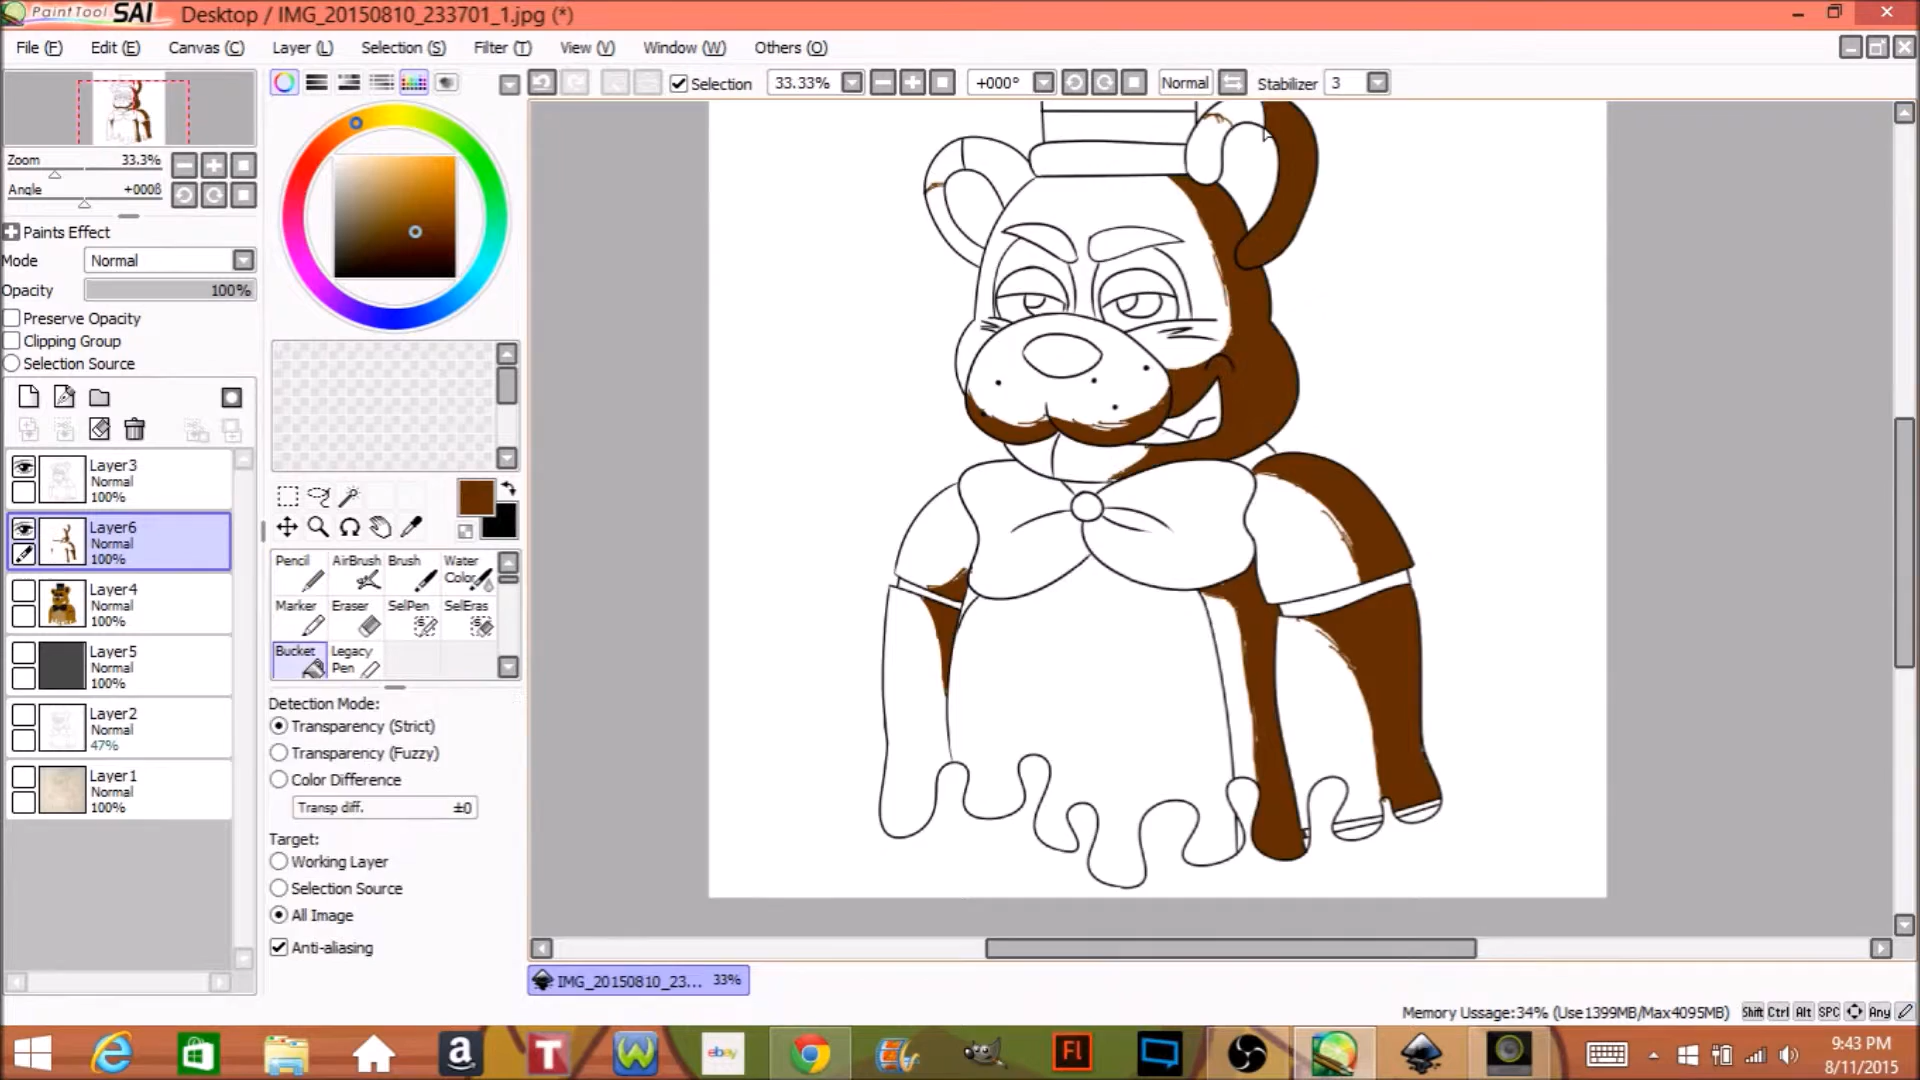 PaintTool SAI Desktop / IMG_20150810_233701_1.jpg (*)
File (F) Edit (E) Canvas (C) Layer (L) Selection (S) Filter (T) View (V) Window (W) Others (O)
Selection 33.33% +000° Normal Stabilizer 3
Zoom 33.3%
Angle +000ß
Paints Effect
Mode Normal
Opacity 100%
Preserve Opacity
Clipping Group
Selection Source
Layer3
Normal
100%
Layer6
Normal
100%
Layer4
Normal
100%
Layer5
Normal
100%
Layer2
Normal
47%
Layer1
Normal
100%
Pencil AirBrush Brush Water Color
Marker Eraser SelPen SelEras
Bucket Legacy Pen
Detection Mode:
Transparency (Strict)
Transparency (Fuzzy)
Color Difference
Transp diff. ±0
Target:
Working Layer
Selection Source
All Image
Anti-aliasing
IMG_20150810_23... 33%
Memory Ussage:34% (Use1399MB/Max4095MB) Shift Ctrl Alt SPC Any
a T W ebay Fl
9:43 PM
8/11/2015